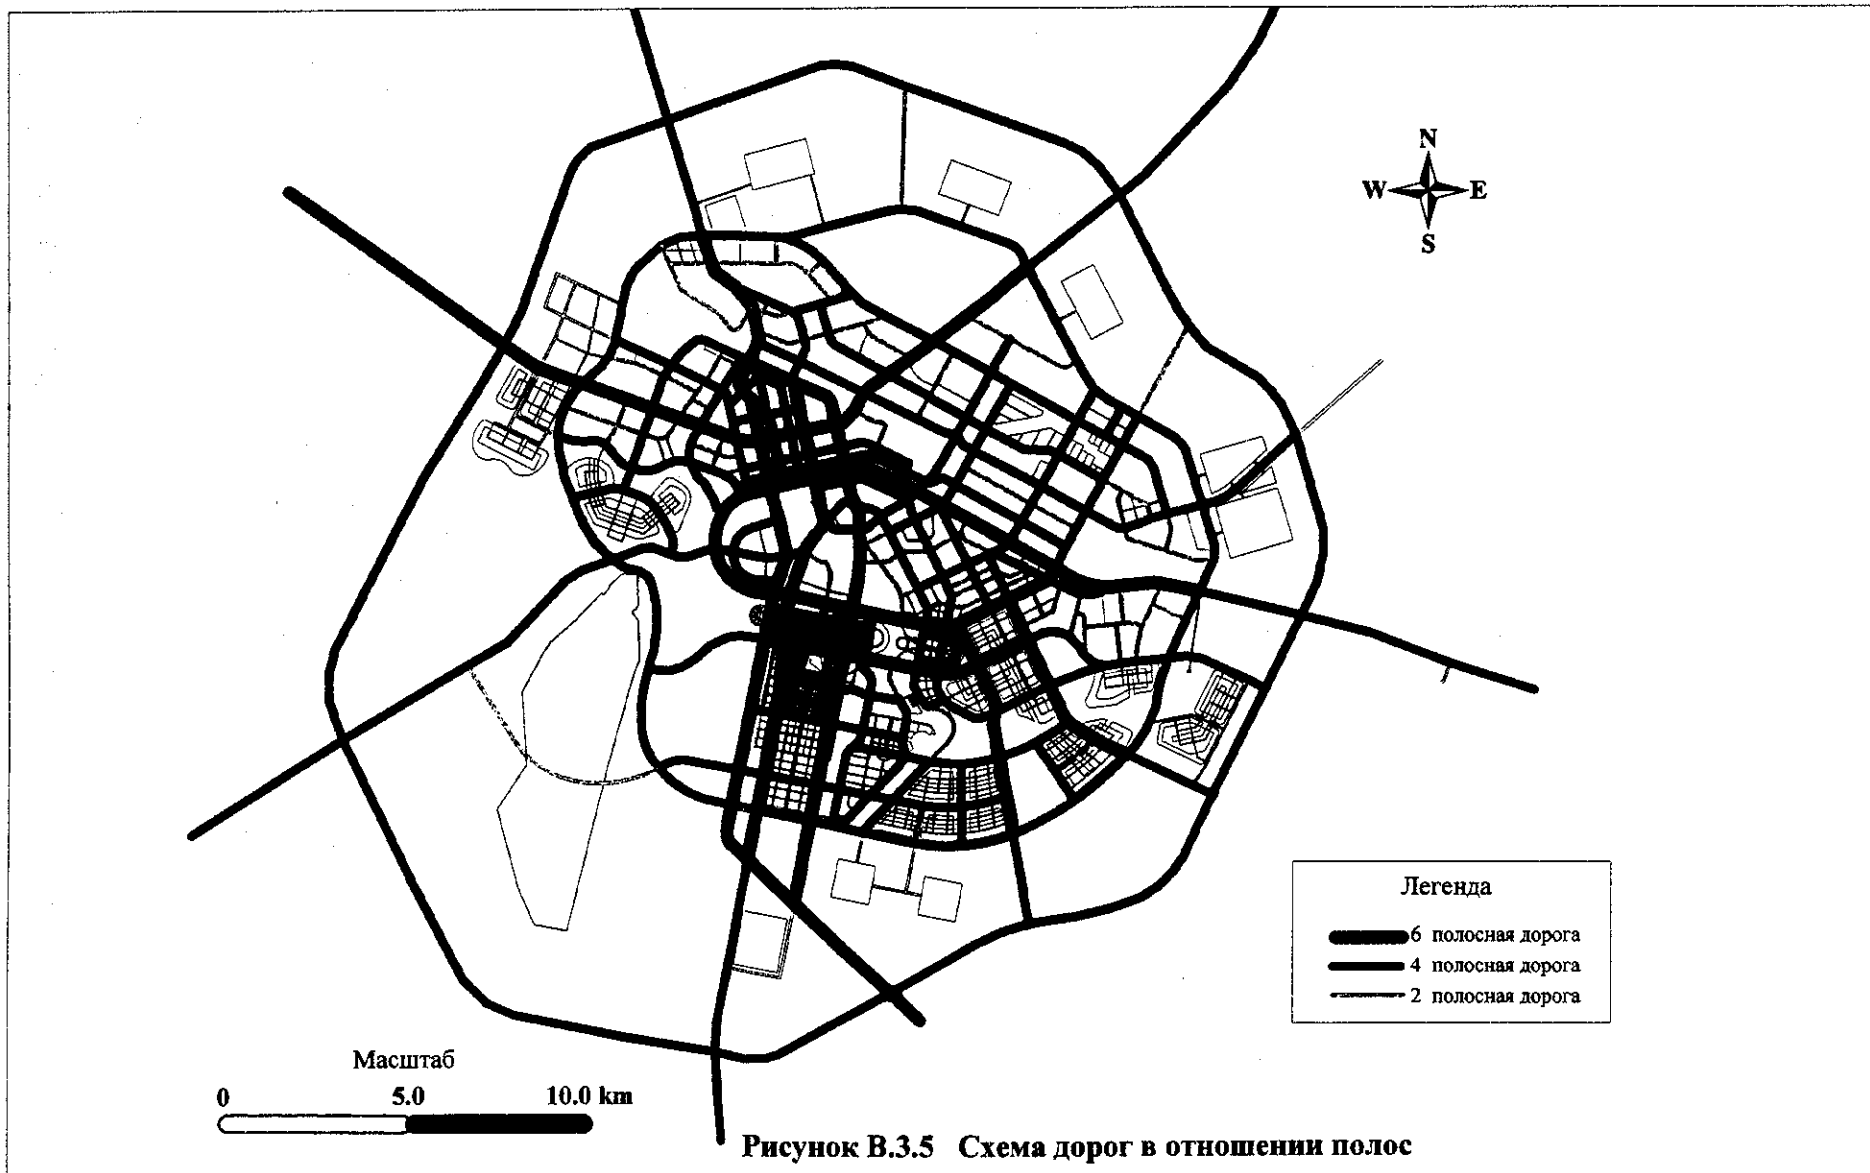 N
W E
S
Легенда
6 полосная дорога
4 полосная дорога
2 полосная дорога
Масштаб
0 5.0 10.0 km
Рисунок В.3.5 Схема дорог в отношении полос